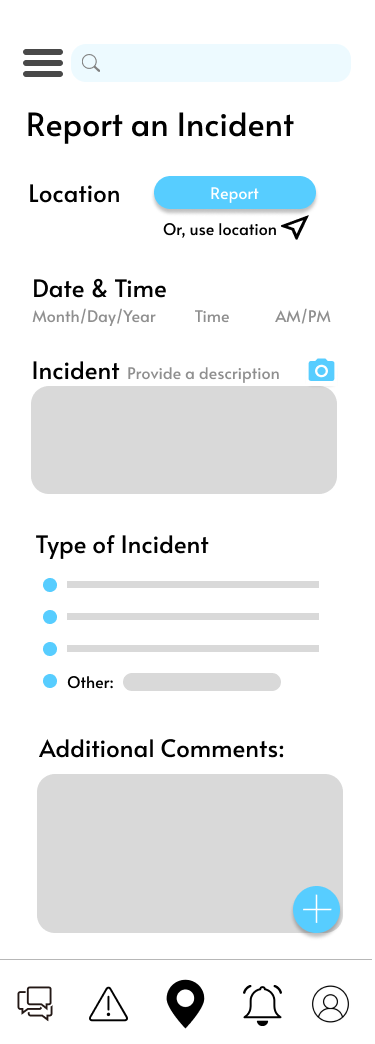 Report an Incident
Location
Report
Or, use location
Date & Time
Month/Day/Year Time AM/PM
Incident Provide a description
Type of Incident
Other:
Additional Comments: